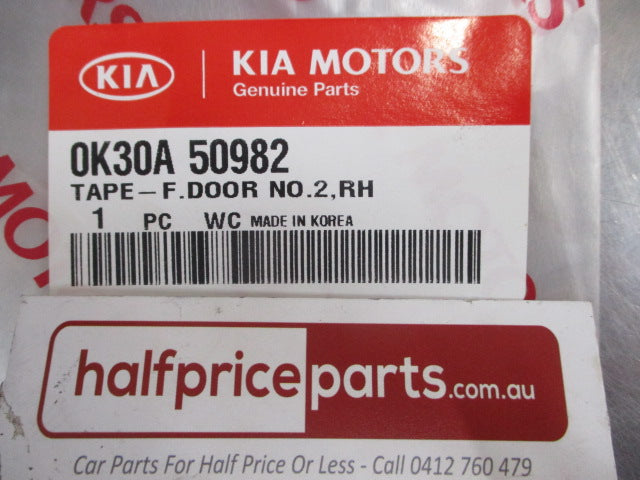 KIA
KIA MOTORS
Genuine Parts
0K30A 50982
TAPE-F.DOOR NO.2,RH
1 PC WC MADE IN KOREA
halfpriceparts.com.au
Car Parts For Half Price Or Less - Call 0412 760 479